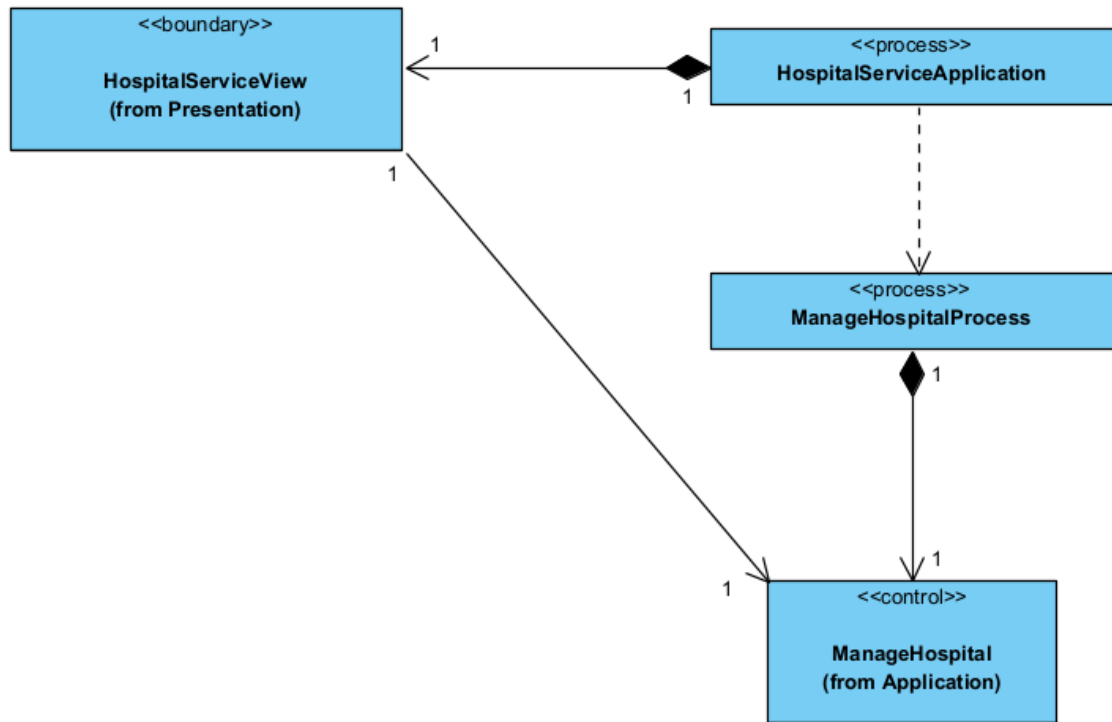 <<boundary>>
HospitalServiceView
(from Presentation)
1
1
<<process>>
HospitalServiceApplication
1
<<process>>
ManageHospitalProcess
1
1
1
<<control>>
ManageHospital
(from Application)